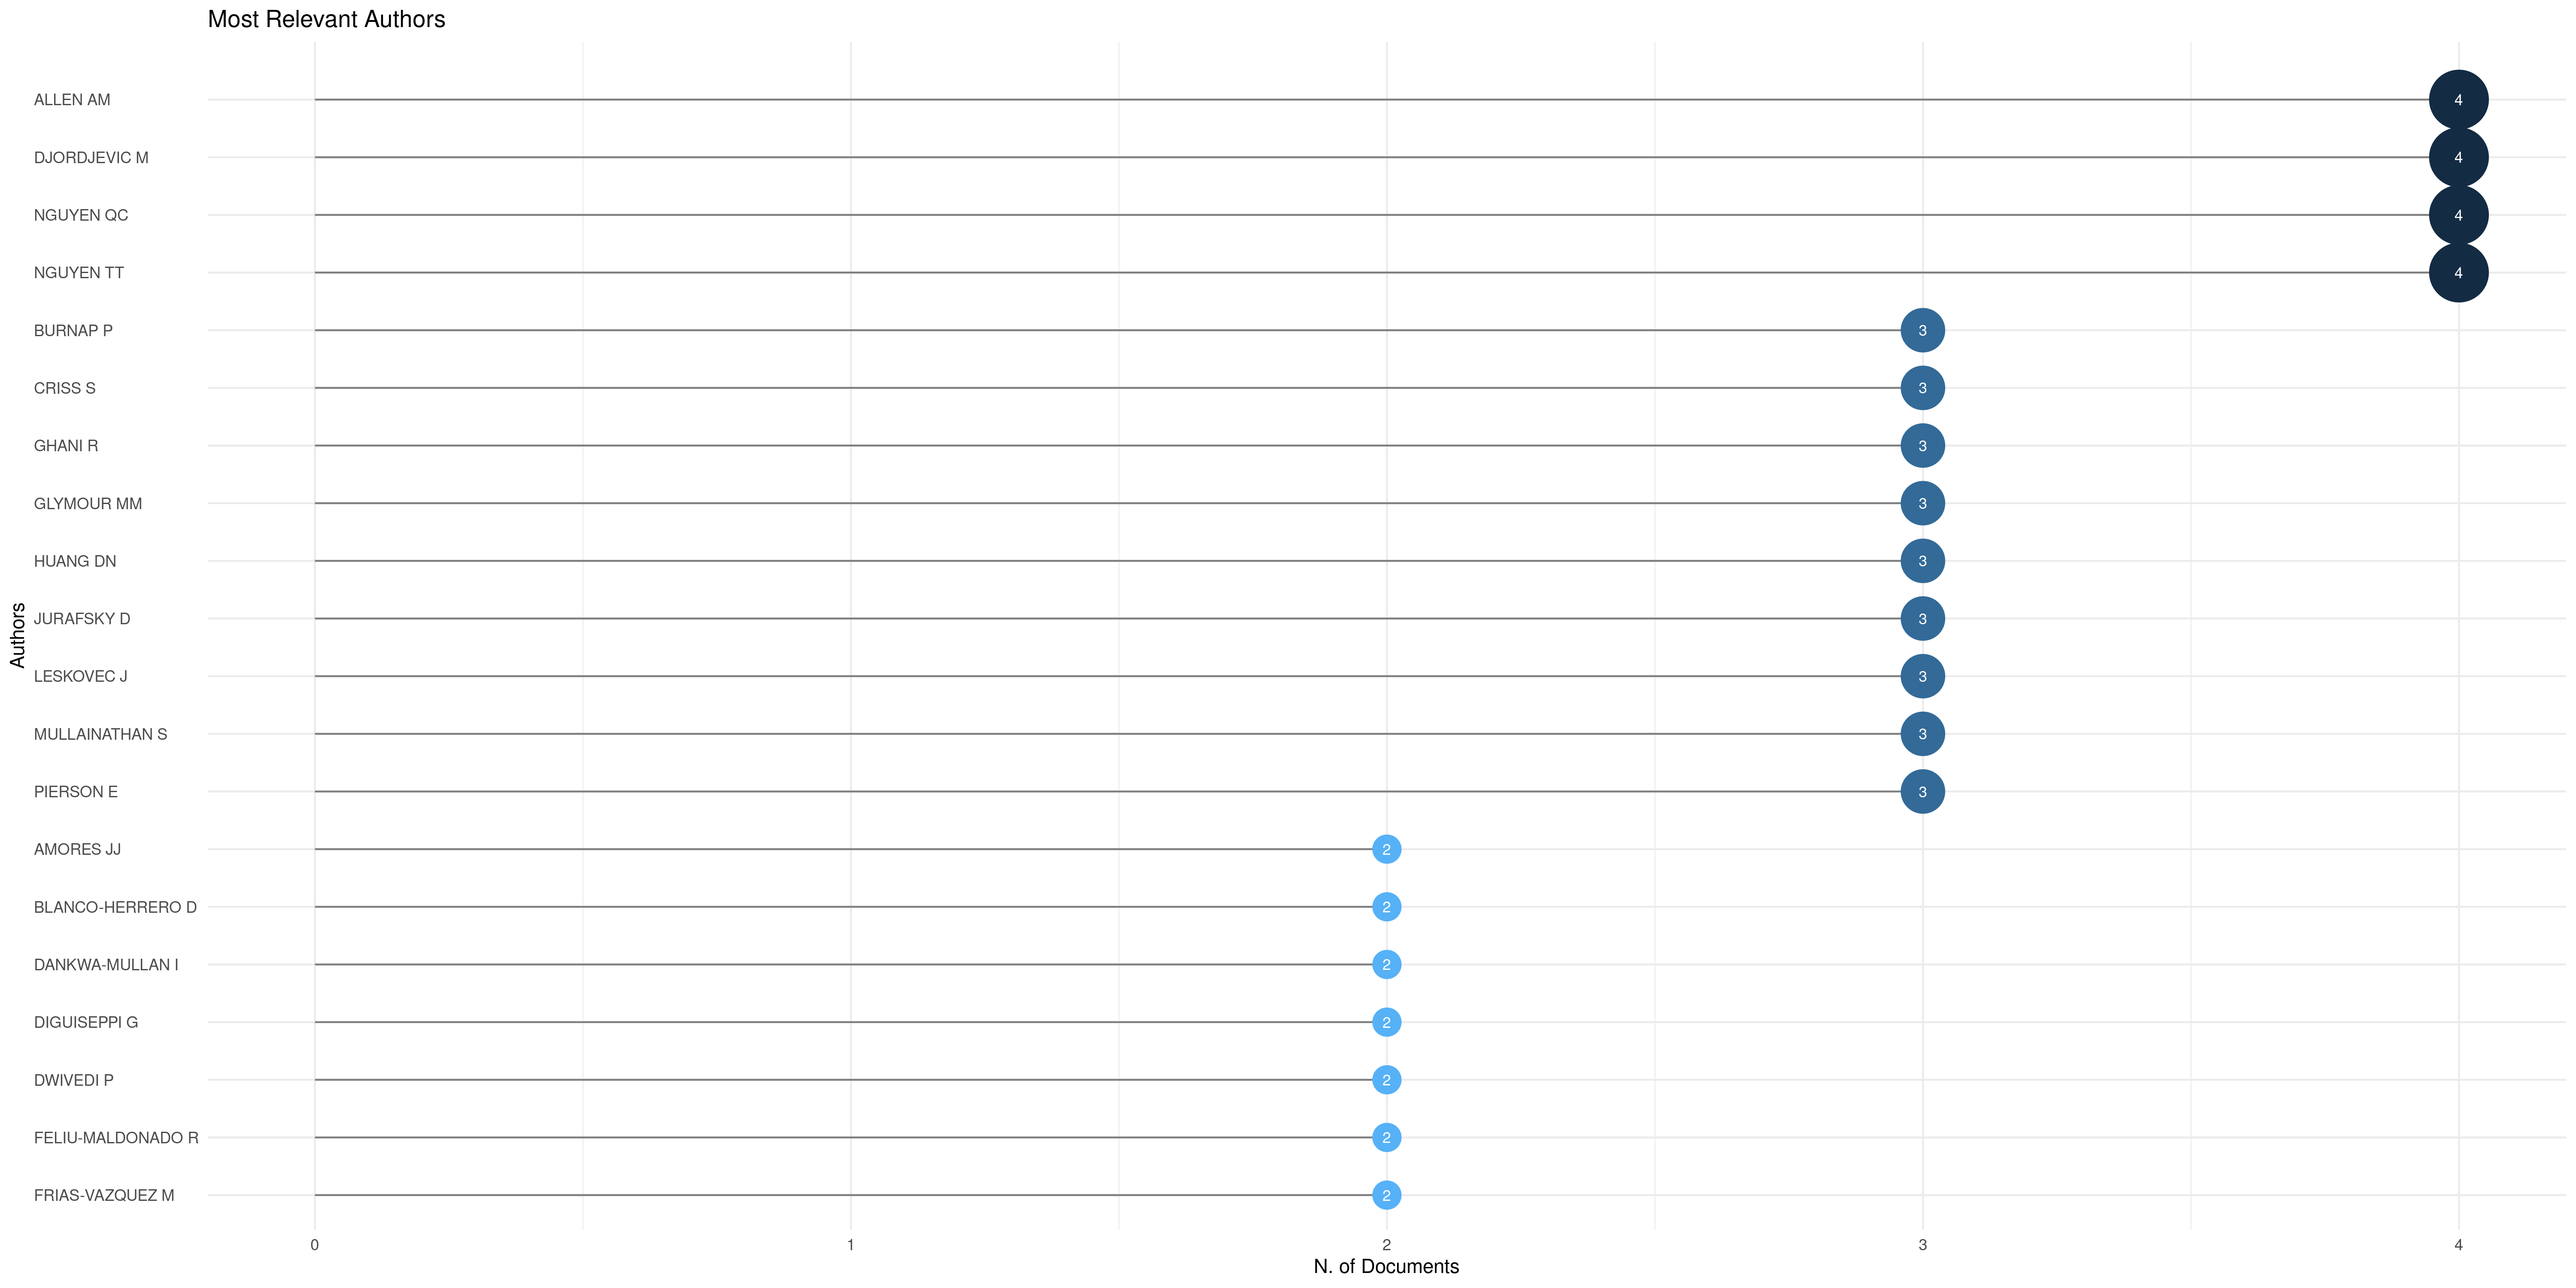 Most Relevant Authors
ALLEN AM 4
DJORDJEVIC M 4
NGUYEN QC 4
NGUYEN TT 4
BURNAP P 3
CRISS S 3
GHANI R 3
GLYMOUR MM 3
HUANG DN 3
JURAFSKY D 3
LESKOVEC J 3
MULLAINATHAN S 3
PIERSON E 3
AMORES JJ 2
BLANCO-HERRERO D 2
DANKWA-MULLAN I 2
DIGUISEPPI G 2
DWIVEDI P 2
FELIU-MALDONADO R 2
FRIAS-VAZQUEZ M 2
Authors
0 1 2 3 4
N. of Documents